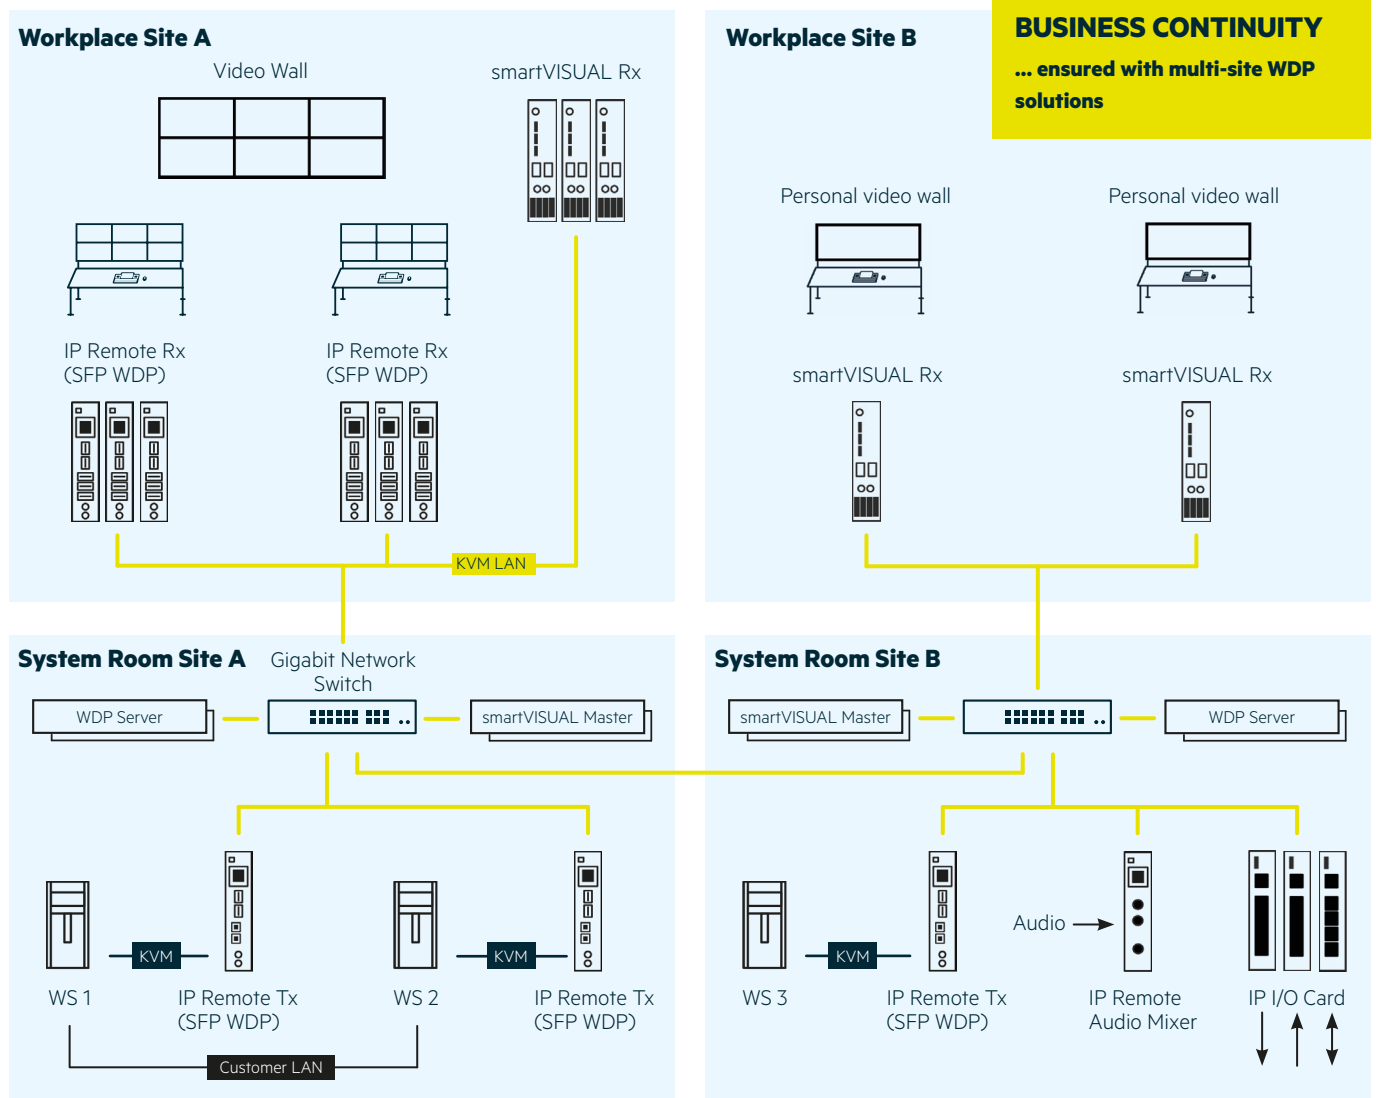 Workplace Site A
Video Wall
smartVISUAL Rx
IP Remote Rx
(SFP WDP)
IP Remote Rx
(SFP WDP)
KVM LAN
Workplace Site B
BUSINESS CONTINUITY
... ensured with multi-site WDP
solutions
Personal video wall
Personal video wall
smartVISUAL Rx
smartVISUAL Rx
System Room Site A
Gigabit Network
Switch
WDP Server
smartVISUAL Master
KVM
KVM
WS 1
IP Remote Tx
(SFP WDP)
WS 2
IP Remote Tx
(SFP WDP)
Customer LAN
System Room Site B
smartVISUAL Master
WDP Server
Audio
KVM
WS 3
IP Remote Tx
(SFP WDP)
IP Remote
Audio Mixer
IP I/O Card